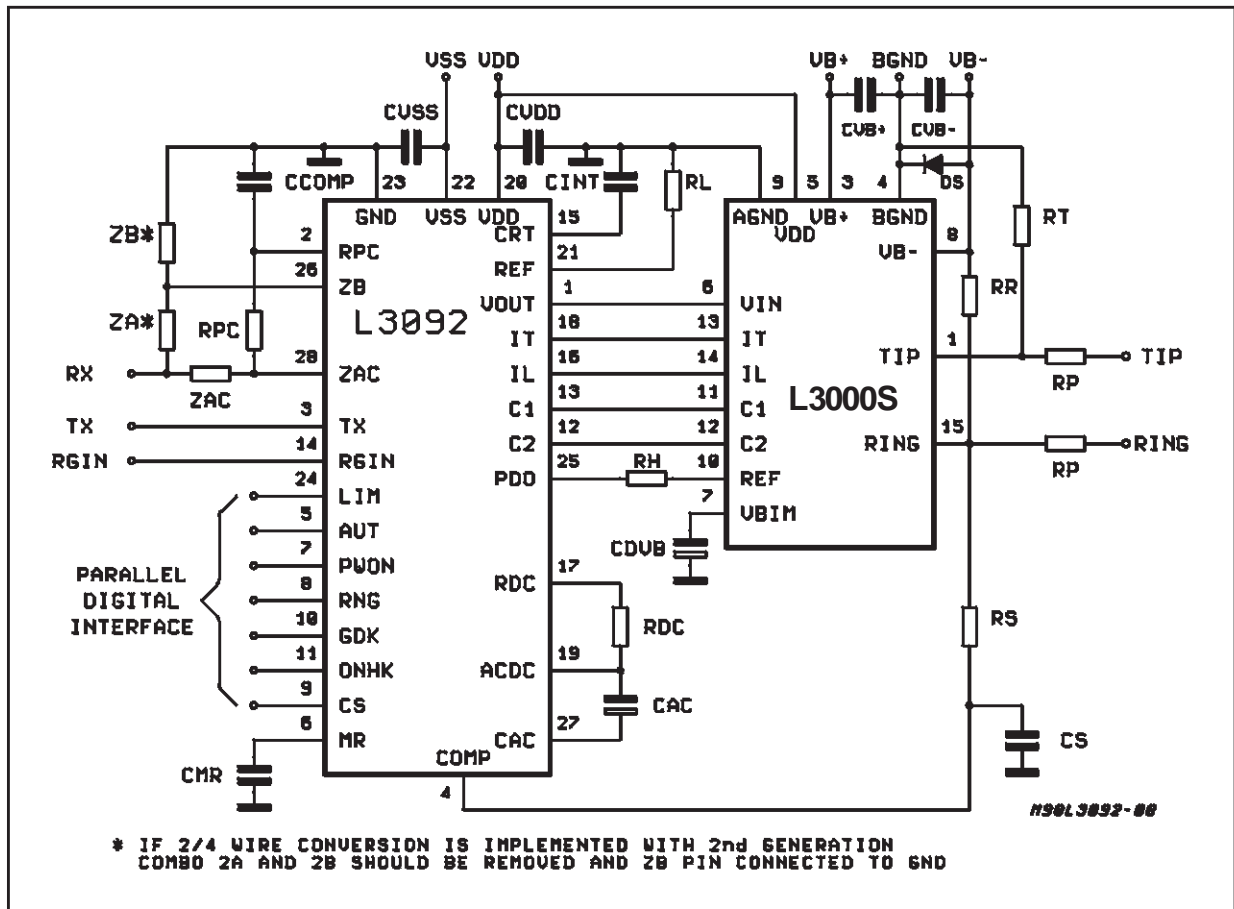 VSS VDD VB+ BGND VB-
CVSS CVDD
CVB+ CVB-
CCOMP 23 22 20 CINT RL 9 5 3 4 DS
GND VSS VDD 15 AGND VB+ BGND RT
VDD
ZB* 2 CRT 8
RPC 21 VB-
26 REF
ZB 1 6 RR
VOUT VIN
ZA* RPC L3092 18 13
IT IT 1
28 16 14 TIP TIP
RX ZAC IL IL RP
ZAC 13 11 L3000S
3 C1 C1
TX TX 12 12 15
14 C2 C2 RING RING
RGIN RGIN 25 RH 10 RP
24 PDO REF
LIM 7
5 VBIM
AUT
7 CDVB
PWON 17
PARALLEL 8 RDC
DIGITAL RNG
INTERFACE 10 RDC RS
GDK
11 19
ONHK ACDC
9
CS CAC
6 27
MR CAC CS
COMP
CMR 4
M90L3092-08
* IF 2/4 WIRE CONVERSION IS IMPLEMENTED WITH 2nd GENERATION
COMBO 2A AND 2B SHOULD BE REMOVED AND ZB PIN CONNECTED TO GND